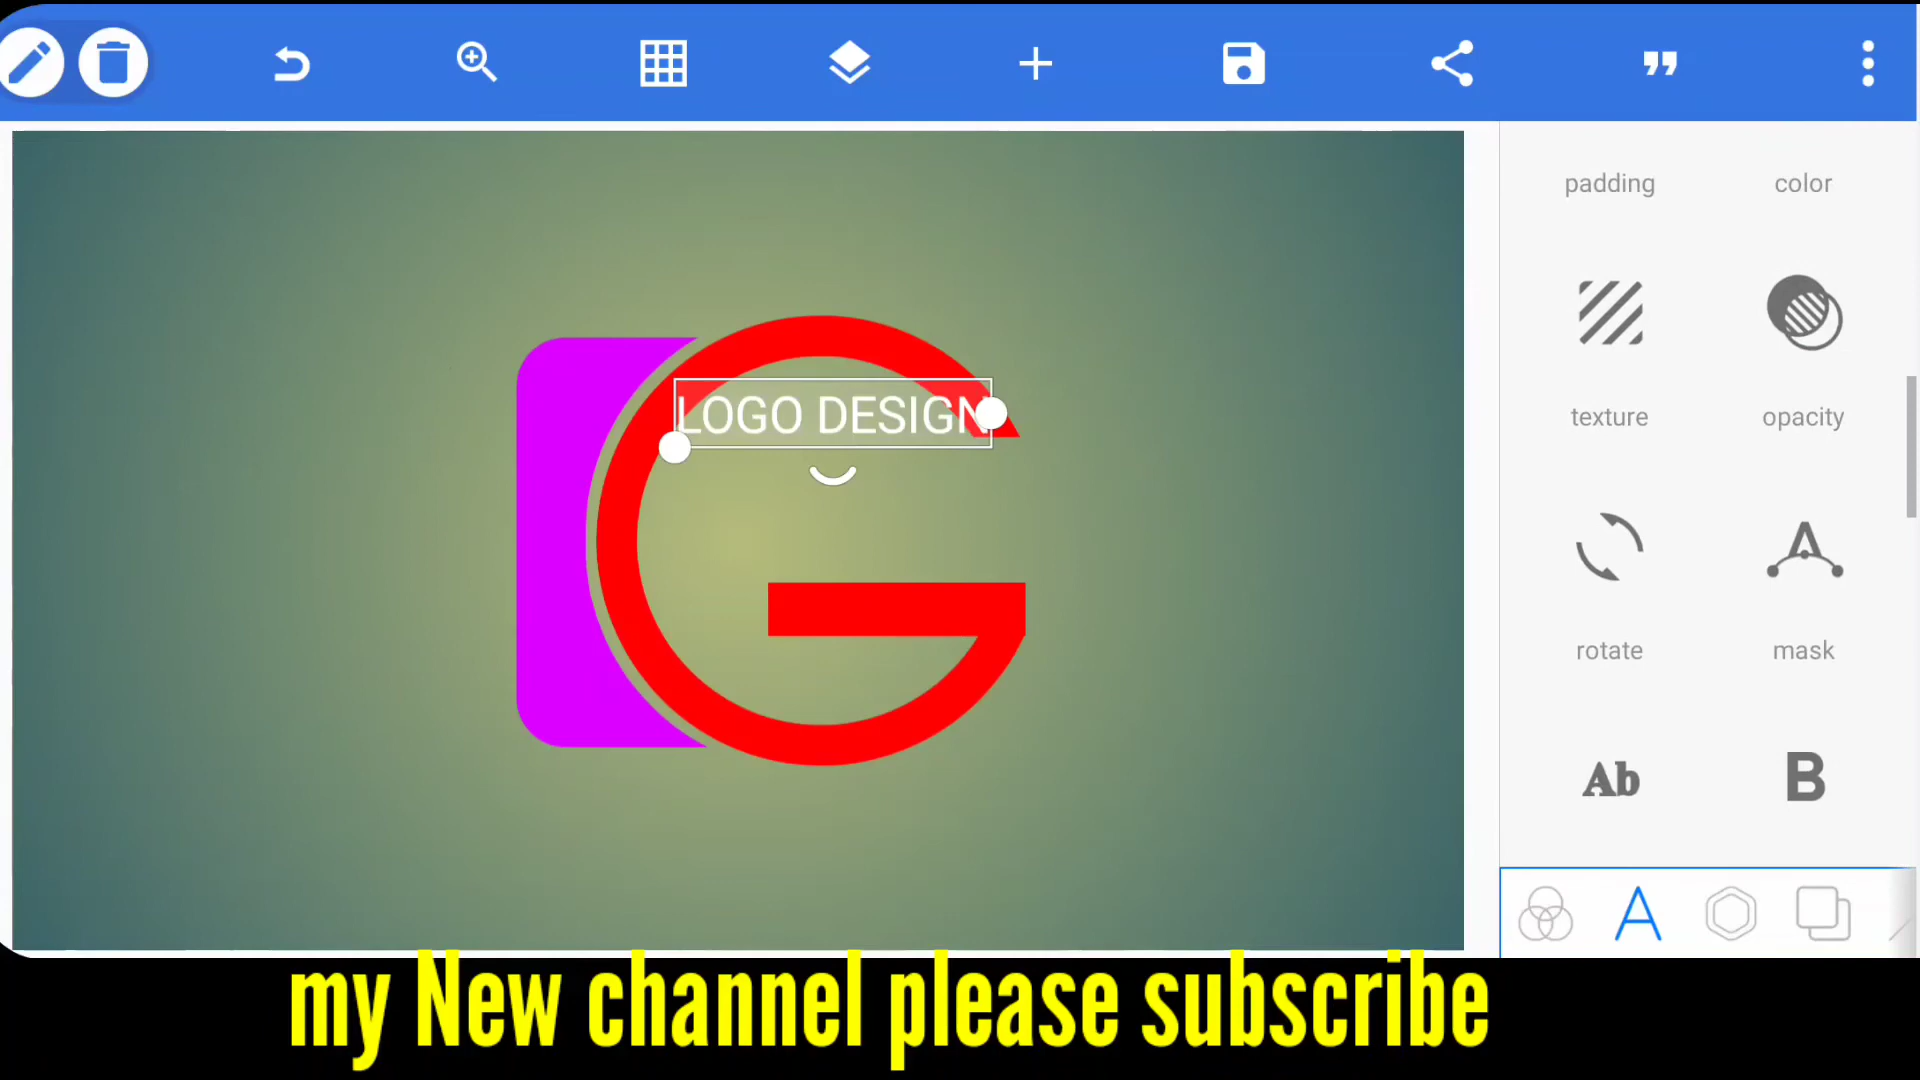 padding
color
LOGO DESIGN
texture
opacity
G
rotate
mask
Ab
B
A
my New channel please subscribe